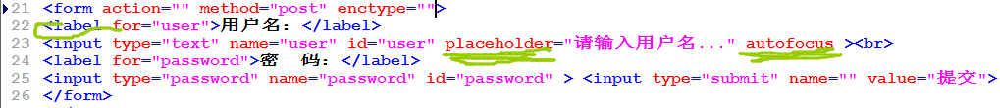 21 <form action="" method="post" enctype="">
22 <label for="user">用户名：</label>
23 <input type="text" name="user" id="user" placeholder="请输入用户名..." autofocus ><br>
24 <label for="password">密　码：</label>
25 <input type="password" name="password" id="password" > <input type="submit" name="" value="提交">
26 </form>